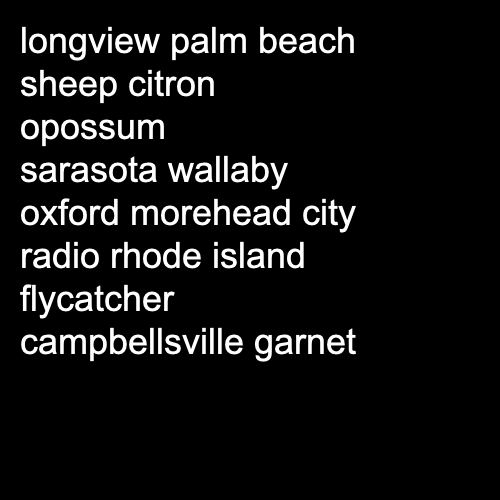 longview palm beach
sheep citron
opossum
sarasota wallaby
oxford morehead city
radio rhode island
flycatcher
campbellsville garnet